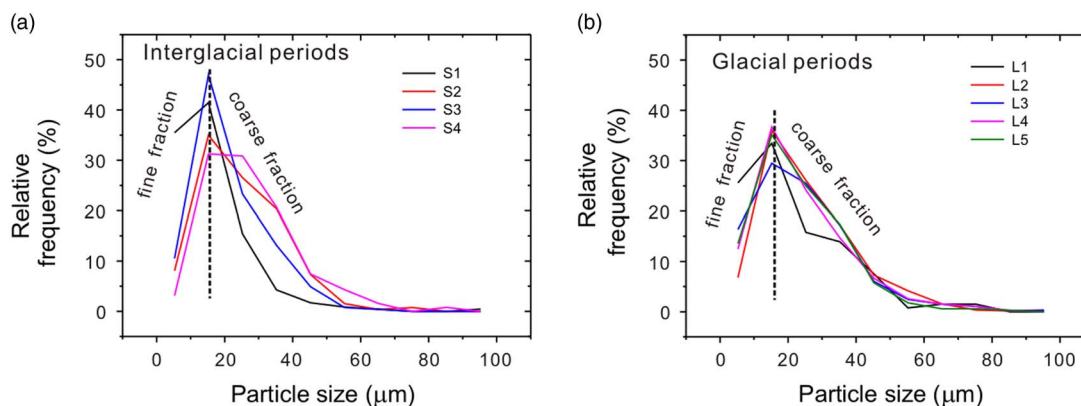 (a)
Interglacial periods
S1
S2
S3
S4
fine fraction
coarse fraction
Relative
frequency (%)
50
40
30
20
10
0
0 20 40 60 80 100
Particle size (μm)
(b)
Glacial periods
L1
L2
L3
L4
L5
fine fraction
coarse fraction
Relative
frequency (%)
50
40
30
20
10
0
0 20 40 60 80 100
Particle size (μm)